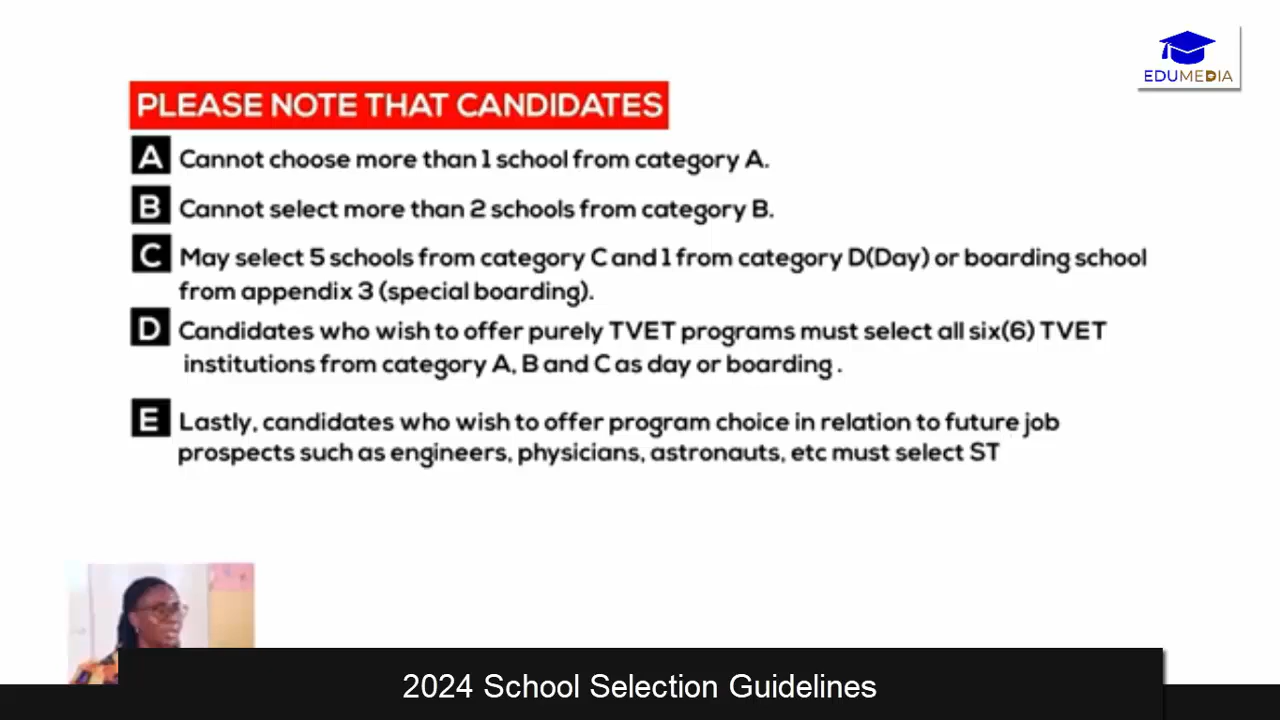 EDUMEDIA
PLEASE NOTE THAT CANDIDATES
A Cannot choose more than 1 school from category A.
B Cannot select more than 2 schools from category B.
C May select 5 schools from category C and 1 from category D(Day) or boarding school
from appendix 3 (special boarding).
D Candidates who wish to offer purely TVET programs must select all six(6) TVET
institutions from category A, B and C as day or boarding .
E Lastly, candidates who wish to offer program choice in relation to future job
prospects such as engineers, physicians, astronauts, etc must select ST
2024 School Selection Guidelines